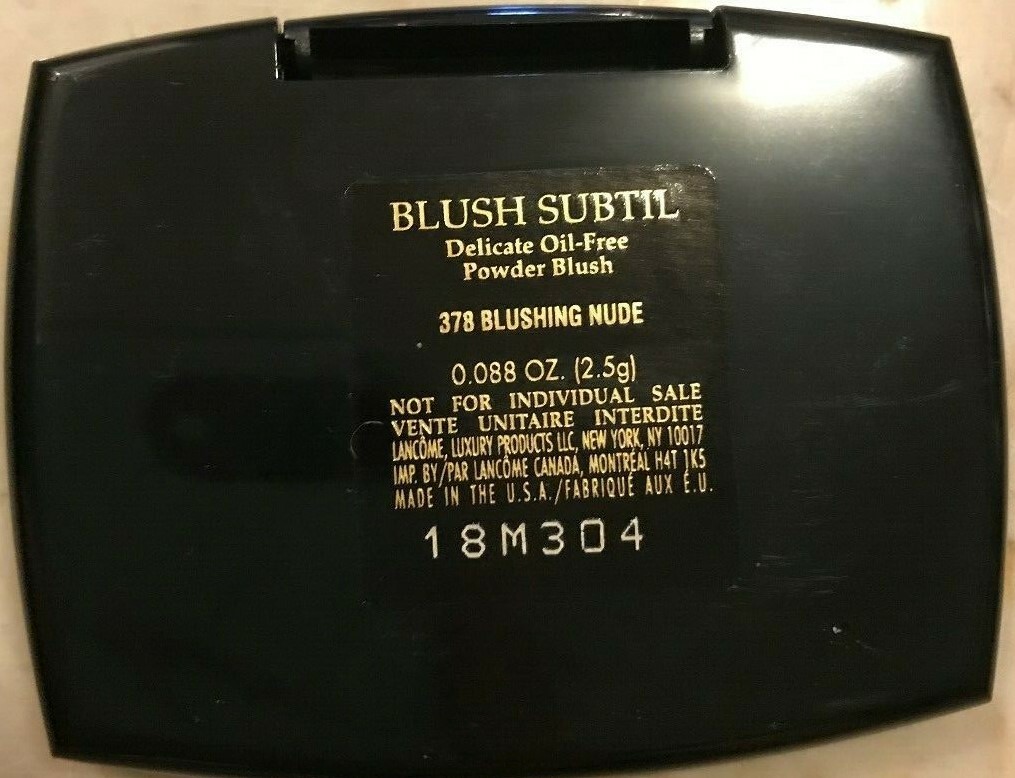 BLUSH SUBTIL
Delicate Oil-Free
Powder Blush
378 BLUSHING NUDE
0.088 OZ. (2.5g)
NOT FOR INDIVIDUAL SALE
VENTE UNITAIRE INTERDITE
LANCÔME, LUXURY PRODUCTS LLC, NEW YORK, NY 10017
IMP. BY/PAR LANCÔME CANADA, MONTRÉAL H4T 1K5
MADE IN THE U.S.A./FABRIQUÉ AUX É.U.
18M304